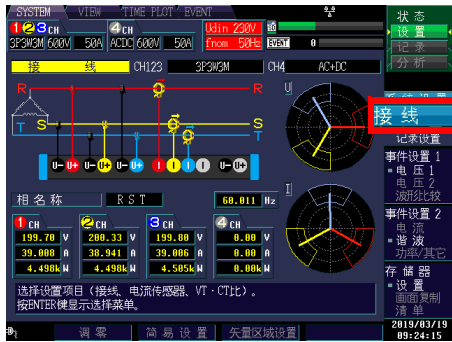 SYSTEM VIEW TIME PLOT EVENT
123CH 4CH Udin 230V
3P3W3M 600V 50A ACDC 600V 50A fnom 50Hz EVENT 0
接 线 CH123 3P3W3M CH4 AC+DC
R R U
S S
T T
U- U+ U- U+ U- U+ I I I I U- U+
相名称 R S T 60.011 Hz I
1CH 2CH 3CH 4CH
199.70 V 200.33 V 199.80 V 0.00 V
39.008 A 38.941 A 39.006 A 0.00 A
4.498k W 4.498k W 4.505k W 0.00k W
选择设置项目(接线、电流传感器、VT·CT比)。
按ENTER键显示选择菜单。
调零 简易设置 矢量区域设置
状态
设置
记录
分析
接线
记录设置
事件设置 1
电压1
电压2
波形比较
事件设置 2
电流
谐波
功率/其它
存储器
设置
画面复制
清单
2019/03/19
09:24:15